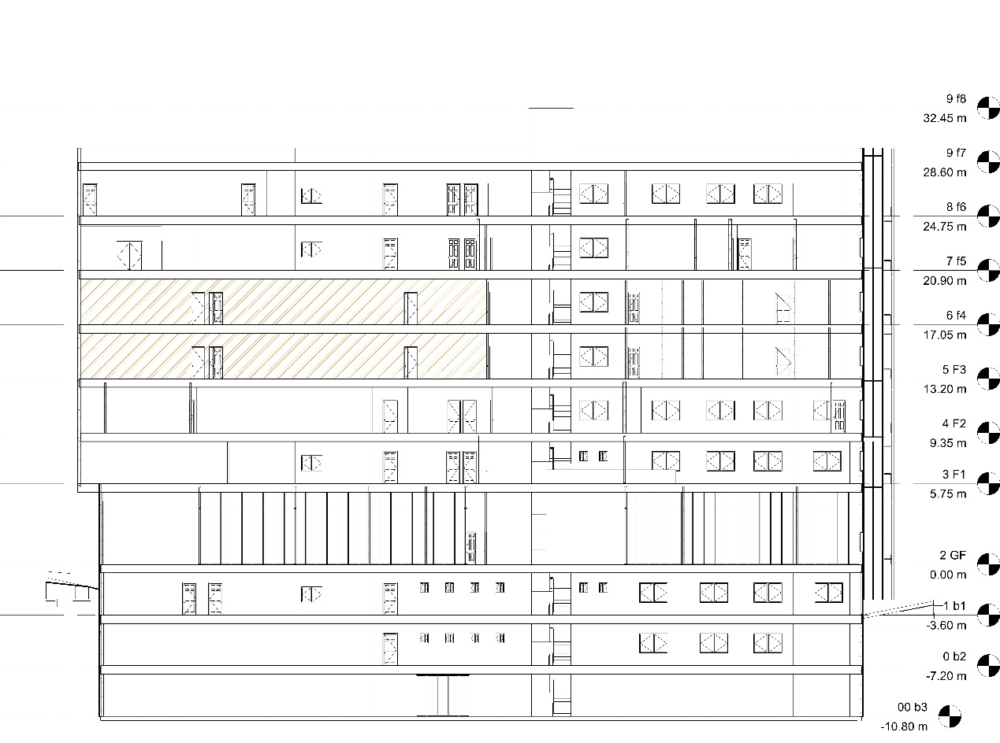 9 f8
32.45 m
9 f7
28.60 m
8 f6
24.75 m
7 f5
20.90 m
6 f4
17.05 m
5 F3
13.20 m
4 F2
9.35 m
3 F1
5.75 m
2 GF
0.00 m
1 b1
-3.60 m
0 b2
-7.20 m
00 b3
-10.80 m